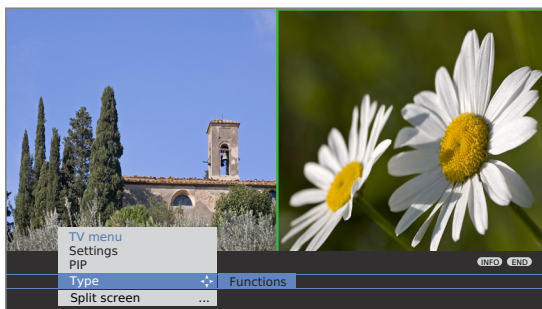 TV menu
Settings
PIP
INFO END
Type Functions
Split screen ...